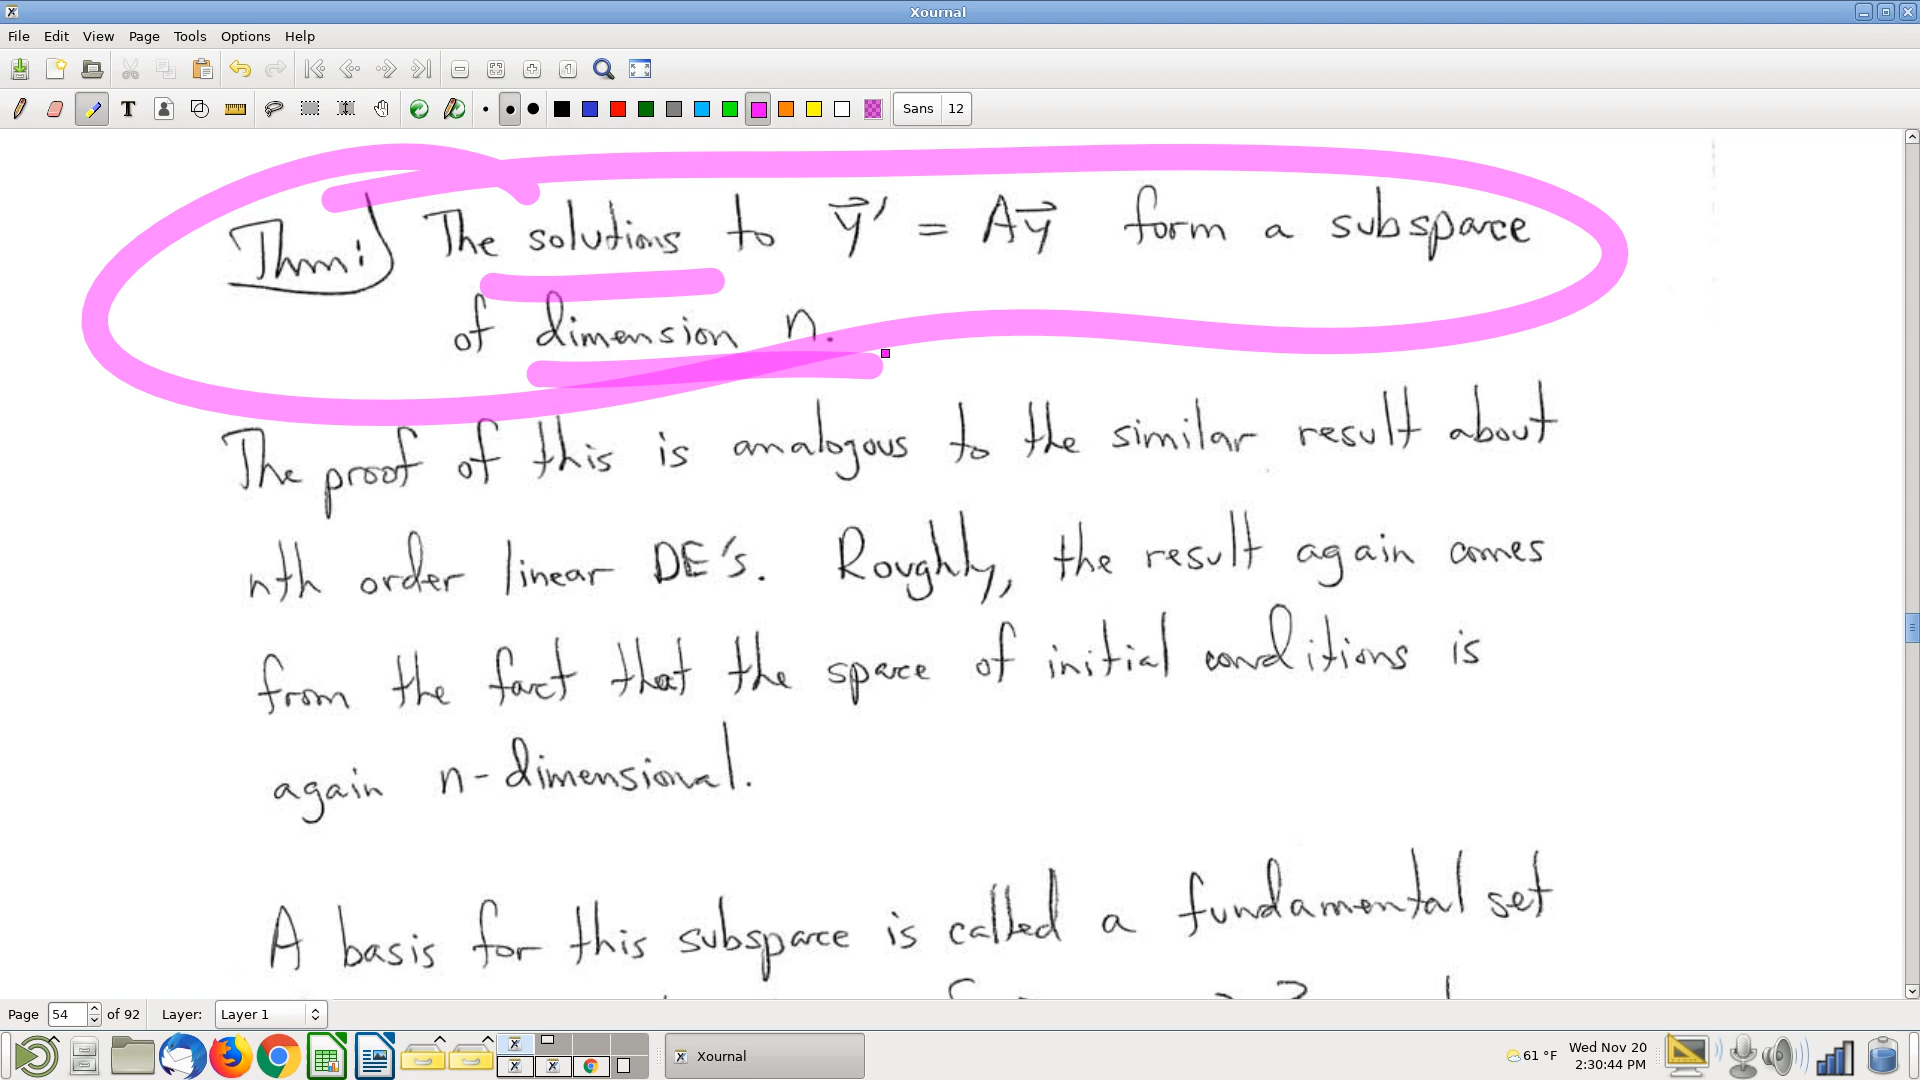 Xournal
File Edit View Page Tools Options Help
Sans 12
Thm: The solutions to y⃗′ = Ay⃗ form a subspace
of dimension n.
The proof of this is analogous to the similar result about
nth order linear DE's. Roughly, the result again comes
from the fact that the space of initial conditions is
again n-dimensional.
A basis for this subspace is called a fundamental set
Page 54 of 92 Layer: Layer 1
Xournal
61 °F
Wed Nov 20
2:30:44 PM